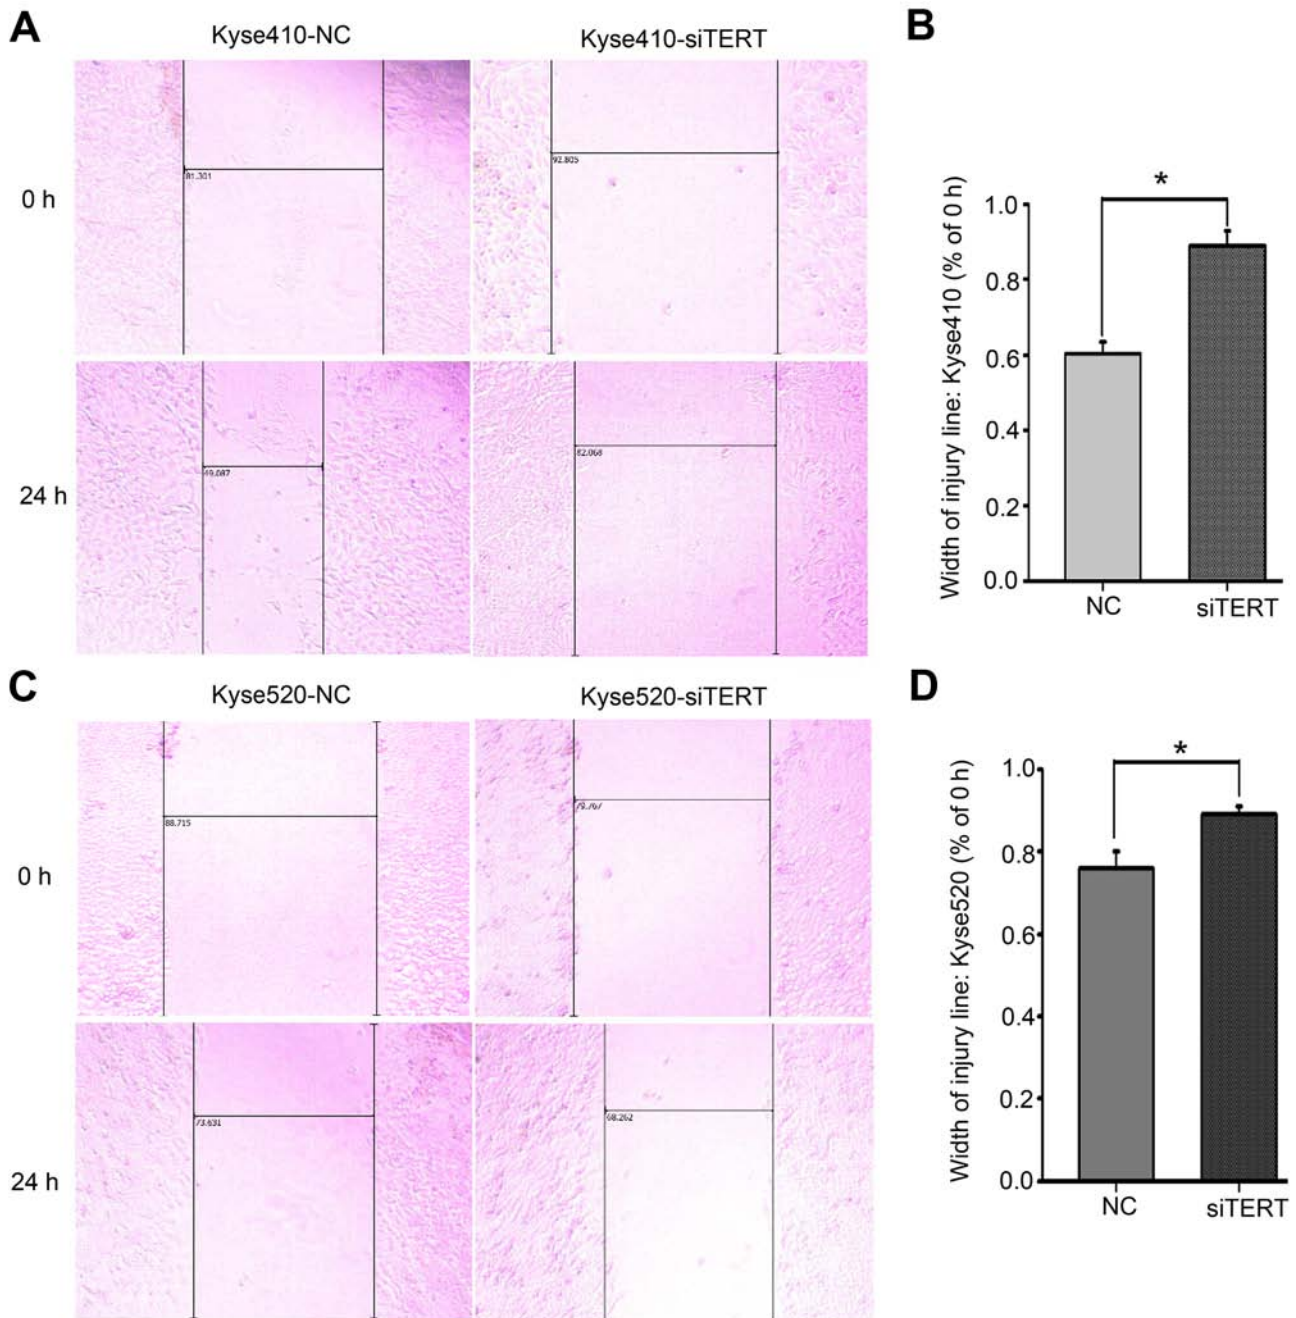 A
Kyse410-NC
Kyse410-siTERT
0 h
81.301
92.805
24 h
49.087
82.068
B
Width of injury line: Kyse410 (% of 0 h)
1.0
0.8
0.6
0.4
0.2
0.0
*
NC
siTERT
C
Kyse520-NC
Kyse520-siTERT
0 h
88.715
79.767
24 h
73.631
68.262
D
Width of injury line: Kyse520 (% of 0 h)
1.0
0.8
0.6
0.4
0.2
0.0
*
NC
siTERT